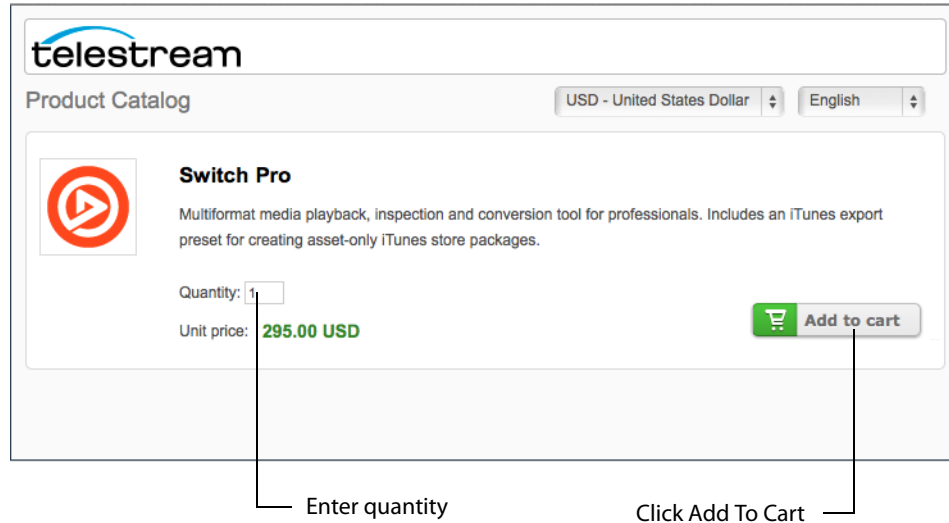 telestream
Product Catalog
USD - United States Dollar
English
Switch Pro
Multiformat media playback, inspection and conversion tool for professionals. Includes an iTunes export
preset for creating asset-only iTunes store packages.
Quantity: 1
Unit price: 295.00 USD
Add to cart
Enter quantity
Click Add To Cart